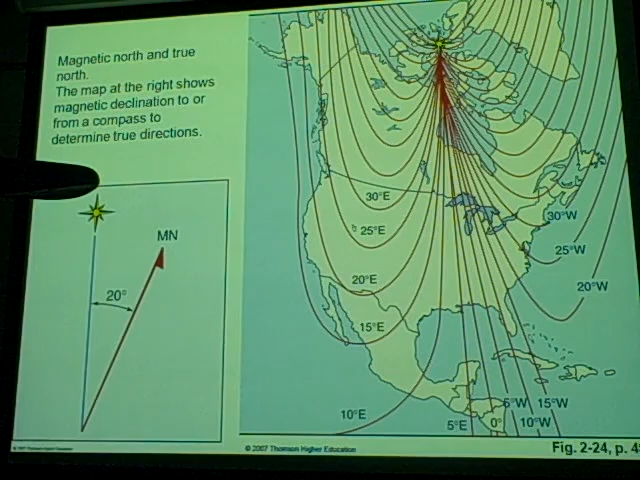 Magnetic north and true
north.
The map at the right shows
magnetic declination to or
from a compass to
determine true directions.
MN
20°
30°E
25°E
20°E
15°E
10°E
5°E
0°
5°W
10°W
15°W
20°W
25°W
30°W
© 2007 Thomson Higher Education
Fig. 2-24, p. 4